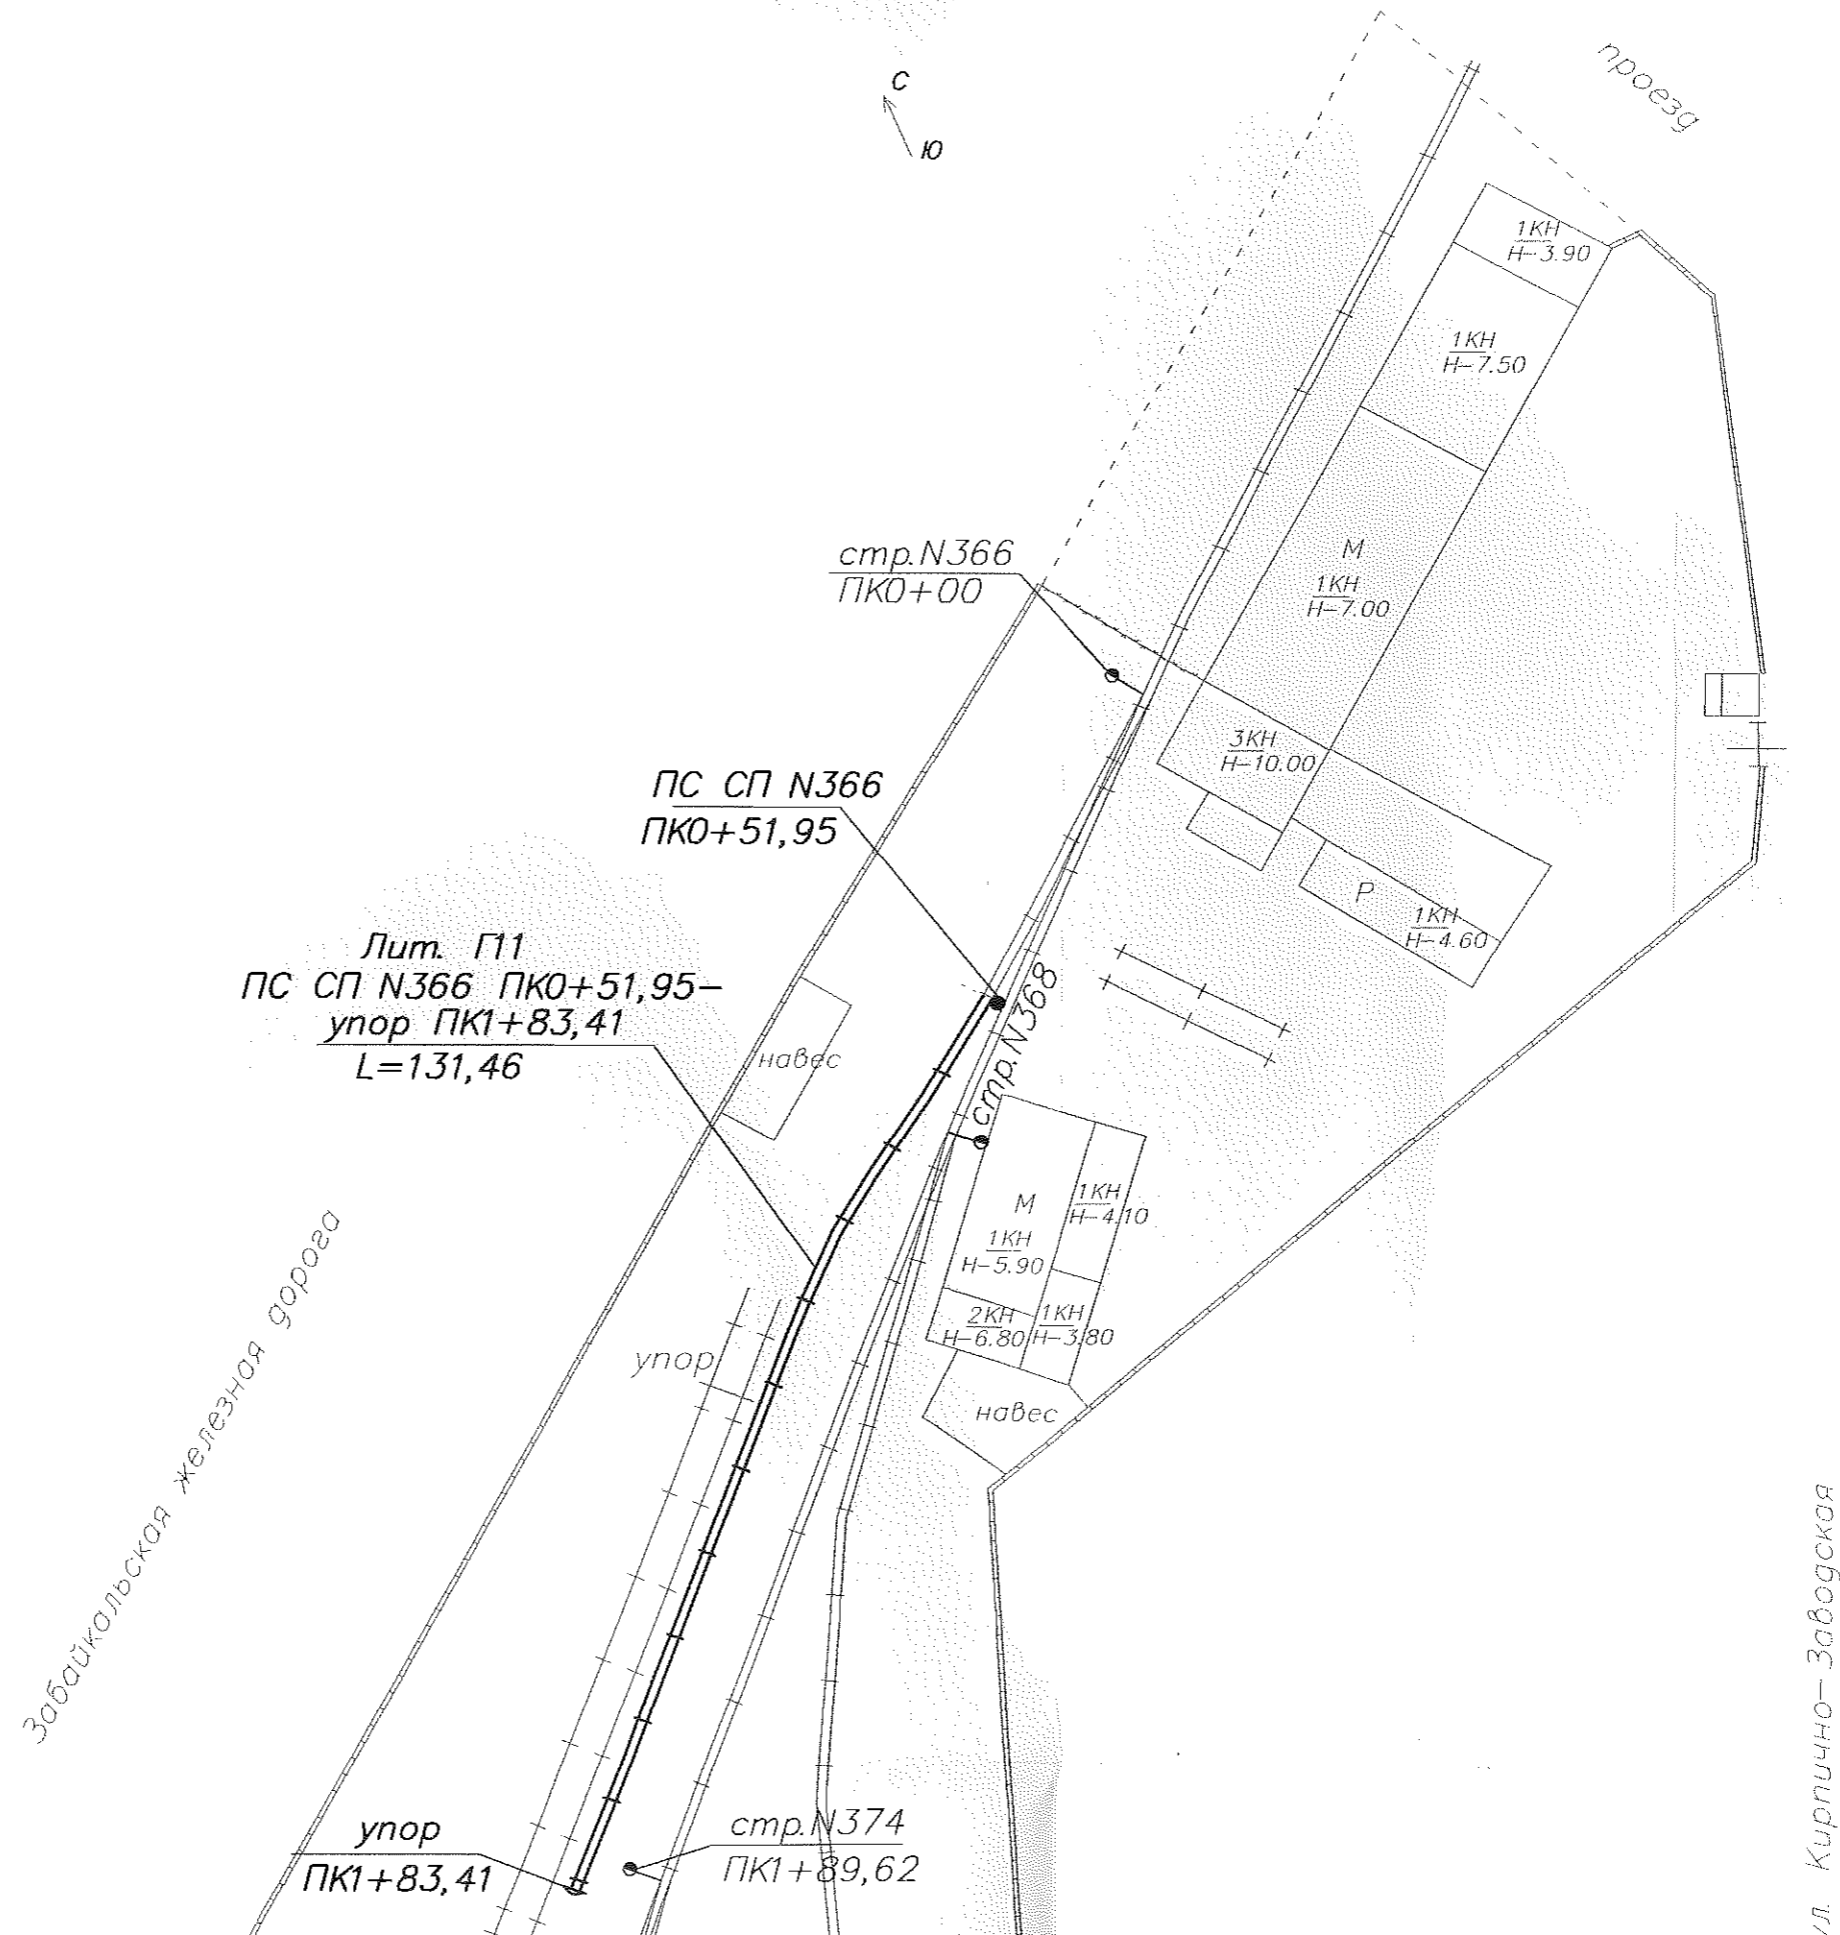 проезд
С
Ю
1КН
Н-3.90
1КН
Н-7.50
стр.N366
ПК0+00
М
1КН
Н-7.00
3КН
Н-10.00
ПС СП N366
ПК0+51,95
Р
1КН
Н-4.60
Лит. Г11
ПС СП N366 ПК0+51,95-
упор ПК1+83,41
L=131,46
навес
стр.N368
М
1КН
Н-5.90
1КН
Н-4.10
2КН
Н-6.80
1КН
Н-3.80
упор
навес
Забайкальская железная дорога
упор
ПК1+83,41
стр.N374
ПК1+89,62
ул. Кирпично-Заводская